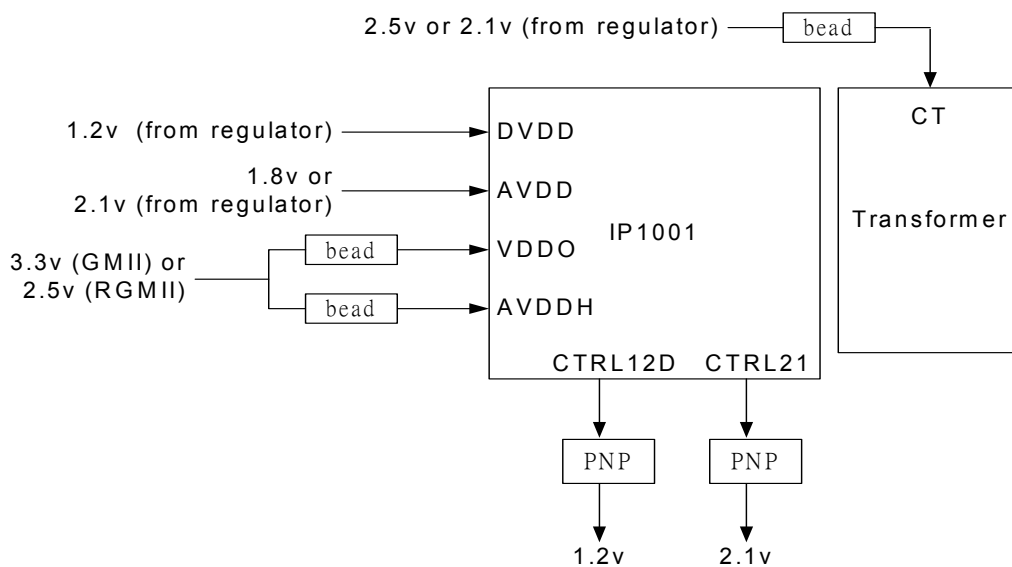 2.5v or 2.1v (from regulator)
bead
CT
Transformer
1.2v (from regulator)
DVDD
1.8v or
2.1v (from regulator)
AVDD
IP1001
3.3v (GMII) or
2.5v (RGMII)
bead
VDDO
bead
AVDDH
CTRL12D
CTRL21
PNP
PNP
1.2v
2.1v